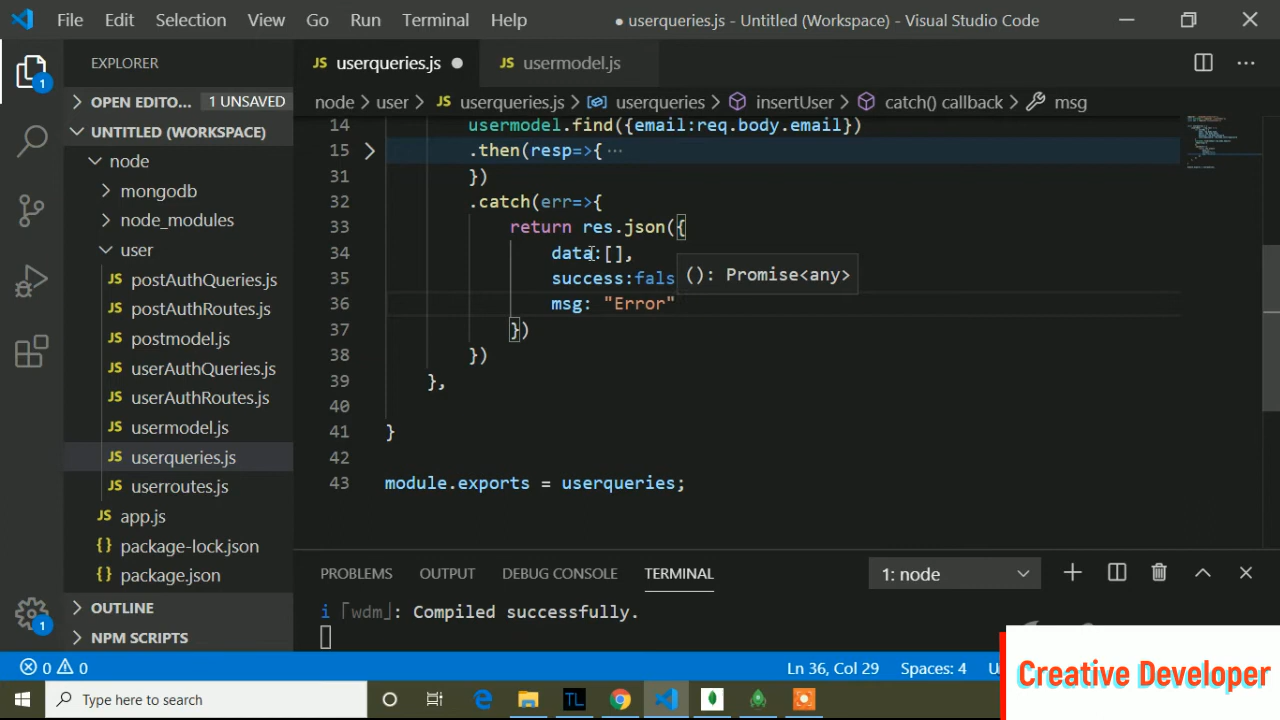 File Edit Selection View Go Run Terminal Help ● userqueries.js - Untitled (Workspace) - Visual Studio Code
EXPLORER
OPEN EDITO... 1 UNSAVED
UNTITLED (WORKSPACE)
node
mongodb
node_modules
user
JS postAuthQueries.js
JS postAuthRoutes.js
JS postmodel.js
JS userAuthQueries.js
JS userAuthRoutes.js
JS usermodel.js
JS userqueries.js
JS userroutes.js
JS app.js
{} package-lock.json
{} package.json
OUTLINE
NPM SCRIPTS
1
1
JS userqueries.js ● JS usermodel.js
node > user > JS userqueries.js > userqueries > insertUser > catch() callback > msg
14 usermodel.find({email:req.body.email})
15 .then(resp=>{ ···
31 })
32 .catch(err=>{
33 return res.json({
34 data:[],
35 success:fals
(): Promise<any>
36 msg: "Error"
37 })
38 })
39 },
40
41 }
42
43 module.exports = userqueries;
PROBLEMS OUTPUT DEBUG CONSOLE TERMINAL 1: node
i ｢wdm｣: Compiled successfully.
0 0 Ln 36, Col 29 Spaces: 4
Type here to search
TL
Creative Developer